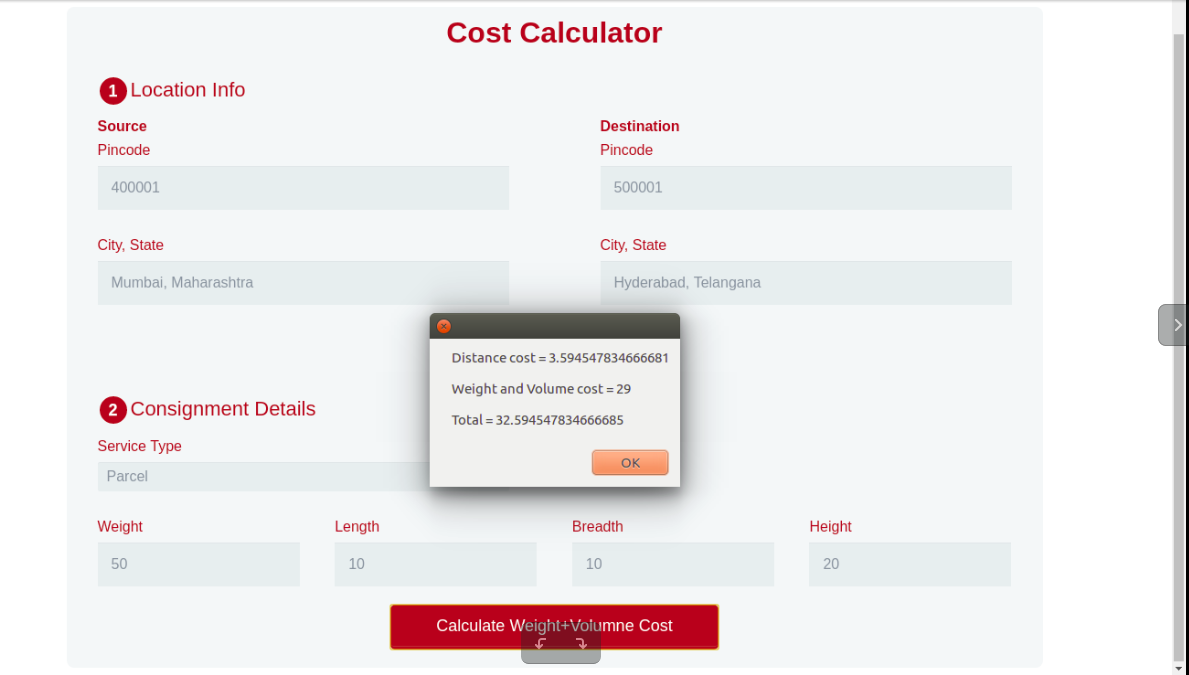 Cost Calculator
1 Location Info
Source
Destination
Pincode
Pincode
400001
500001
City, State
City, State
Mumbai, Maharashtra
Hyderabad, Telangana
Distance cost = 3.594547834666681
Weight and Volume cost = 29
Total = 32.594547834666685
OK
2 Consignment Details
Service Type
Parcel
Weight
Length
Breadth
Height
50
10
10
20
Calculate Weight+Volumne Cost